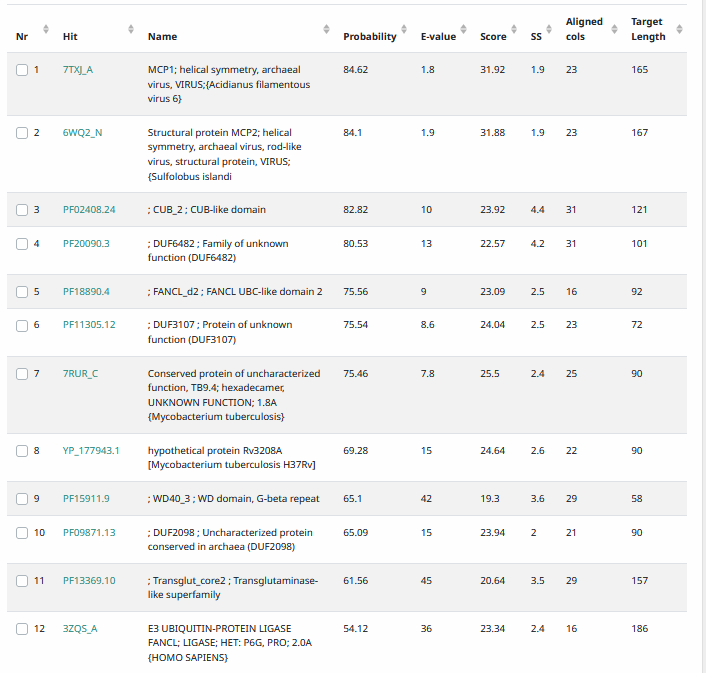 Nr Hit Name Probability E-value Score SS Aligned cols Target Length
1 7TXJ_A MCP1; helical symmetry, archaeal 84.62 1.8 31.92 1.9 23 165
virus, VIRUS;{Acidianus filamentous
virus 6}
2 6WQ2_N Structural protein MCP2; helical 84.1 1.9 31.88 1.9 23 167
symmetry, archaeal virus, rod-like
virus, structural protein, VIRUS;
{Sulfolobus islandi
3 PF02408.24 ; CUB_2 ; CUB-like domain 82.82 10 23.92 4.4 31 121
4 PF20090.3 ; DUF6482 ; Family of unknown 80.53 13 22.57 4.2 31 101
function (DUF6482)
5 PF18890.4 ; FANCL_d2 ; FANCL UBC-like domain 2 75.56 9 23.09 2.5 16 92
6 PF11305.12 ; DUF3107 ; Protein of unknown 75.54 8.6 24.04 2.5 23 72
function (DUF3107)
7 7RUR_C Conserved protein of uncharacterized 75.46 7.8 25.5 2.4 25 90
function, TB9.4; hexadecamer,
UNKNOWN FUNCTION; 1.8A
{Mycobacterium tuberculosis}
8 YP_177943.1 hypothetical protein Rv3208A 69.28 15 24.64 2.6 22 90
[Mycobacterium tuberculosis H37Rv]
9 PF15911.9 ; WD40_3 ; WD domain, G-beta repeat 65.1 42 19.3 3.6 29 58
10 PF09871.13 ; DUF2098 ; Uncharacterized protein 65.09 15 23.94 2 21 90
conserved in archaea (DUF2098)
11 PF13369.10 ; Transglut_core2 ; Transglutaminase- 61.56 45 20.64 3.5 29 157
like superfamily
12 3ZQS_A E3 UBIQUITIN-PROTEIN LIGASE 54.12 36 23.34 2.4 16 186
FANCL; LIGASE; HET: P6G, PRO; 2.0A
{HOMO SAPIENS}